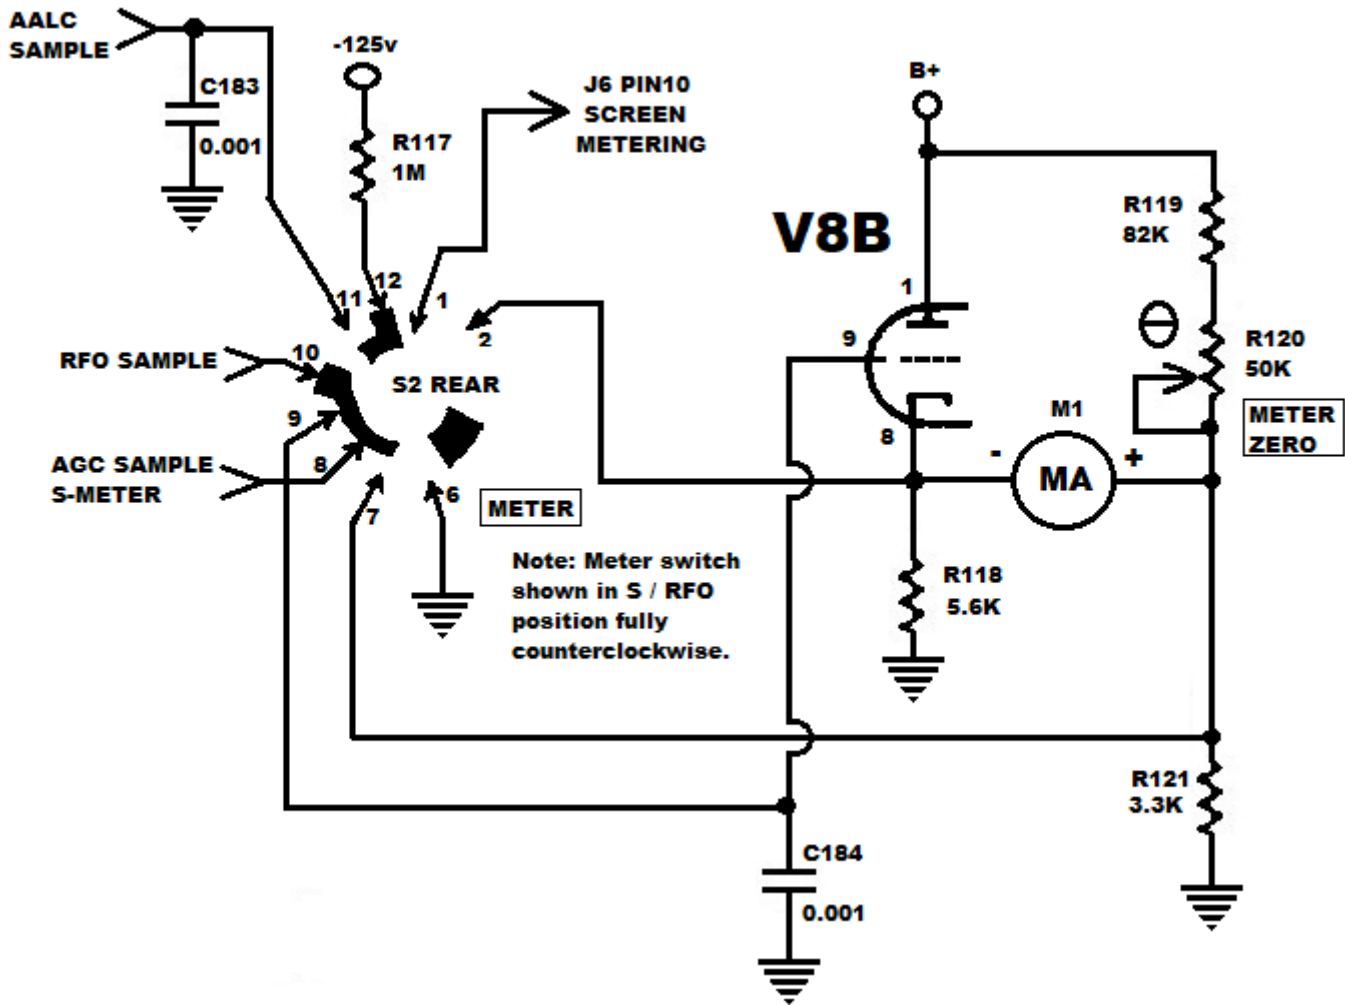 AALC
SAMPLE
-125v
C183
0.001
R117
1M
J6 PIN10
SCREEN
METERING
B+
V8B
R119
82K
1
12
11
1
2
9
10
RFO SAMPLE
S2 REAR
R120
50K
METER
ZERO
M1
9
8
- +
MA
AGC SAMPLE
S-METER
8
7
6
METER
Note: Meter switch
shown in S / RFO
position fully
counterclockwise.
R118
5.6K
R121
3.3K
C184
0.001